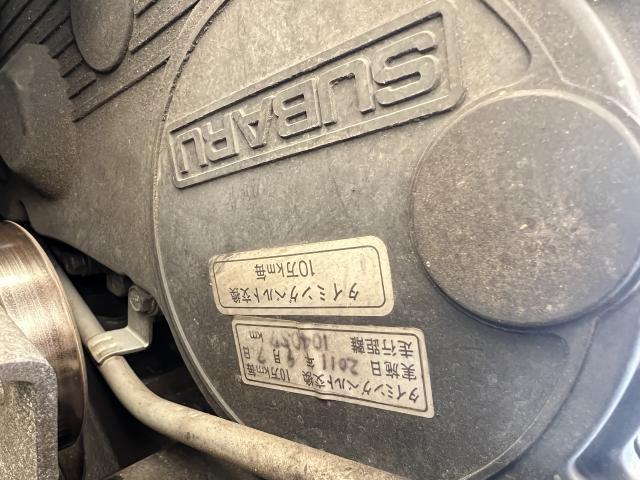 タイミングベルト交換 10万km毎
実施日 2011年 月7日
走行距離 km
タイミングベルト交換
10万km毎
SUBARU